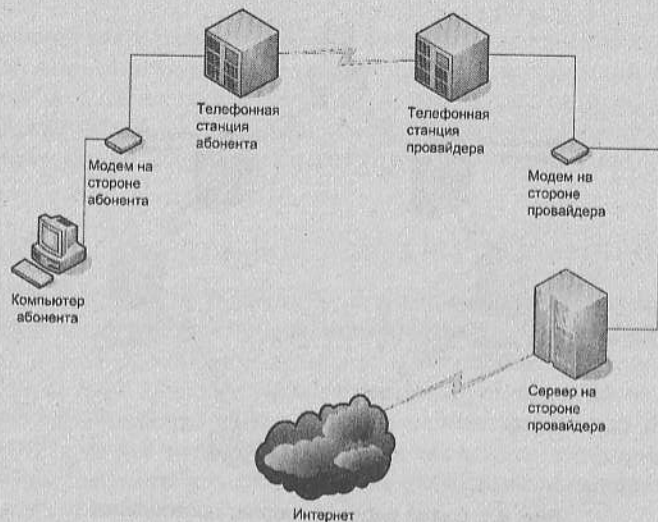 Телефонная
станция
абонента
Телефонная
станция
провайдера
Модем на
стороне
абонента
Модем на
стороне
провайдера
Компьютер
абонента
Сервер на
стороне
провайдера
Интернет